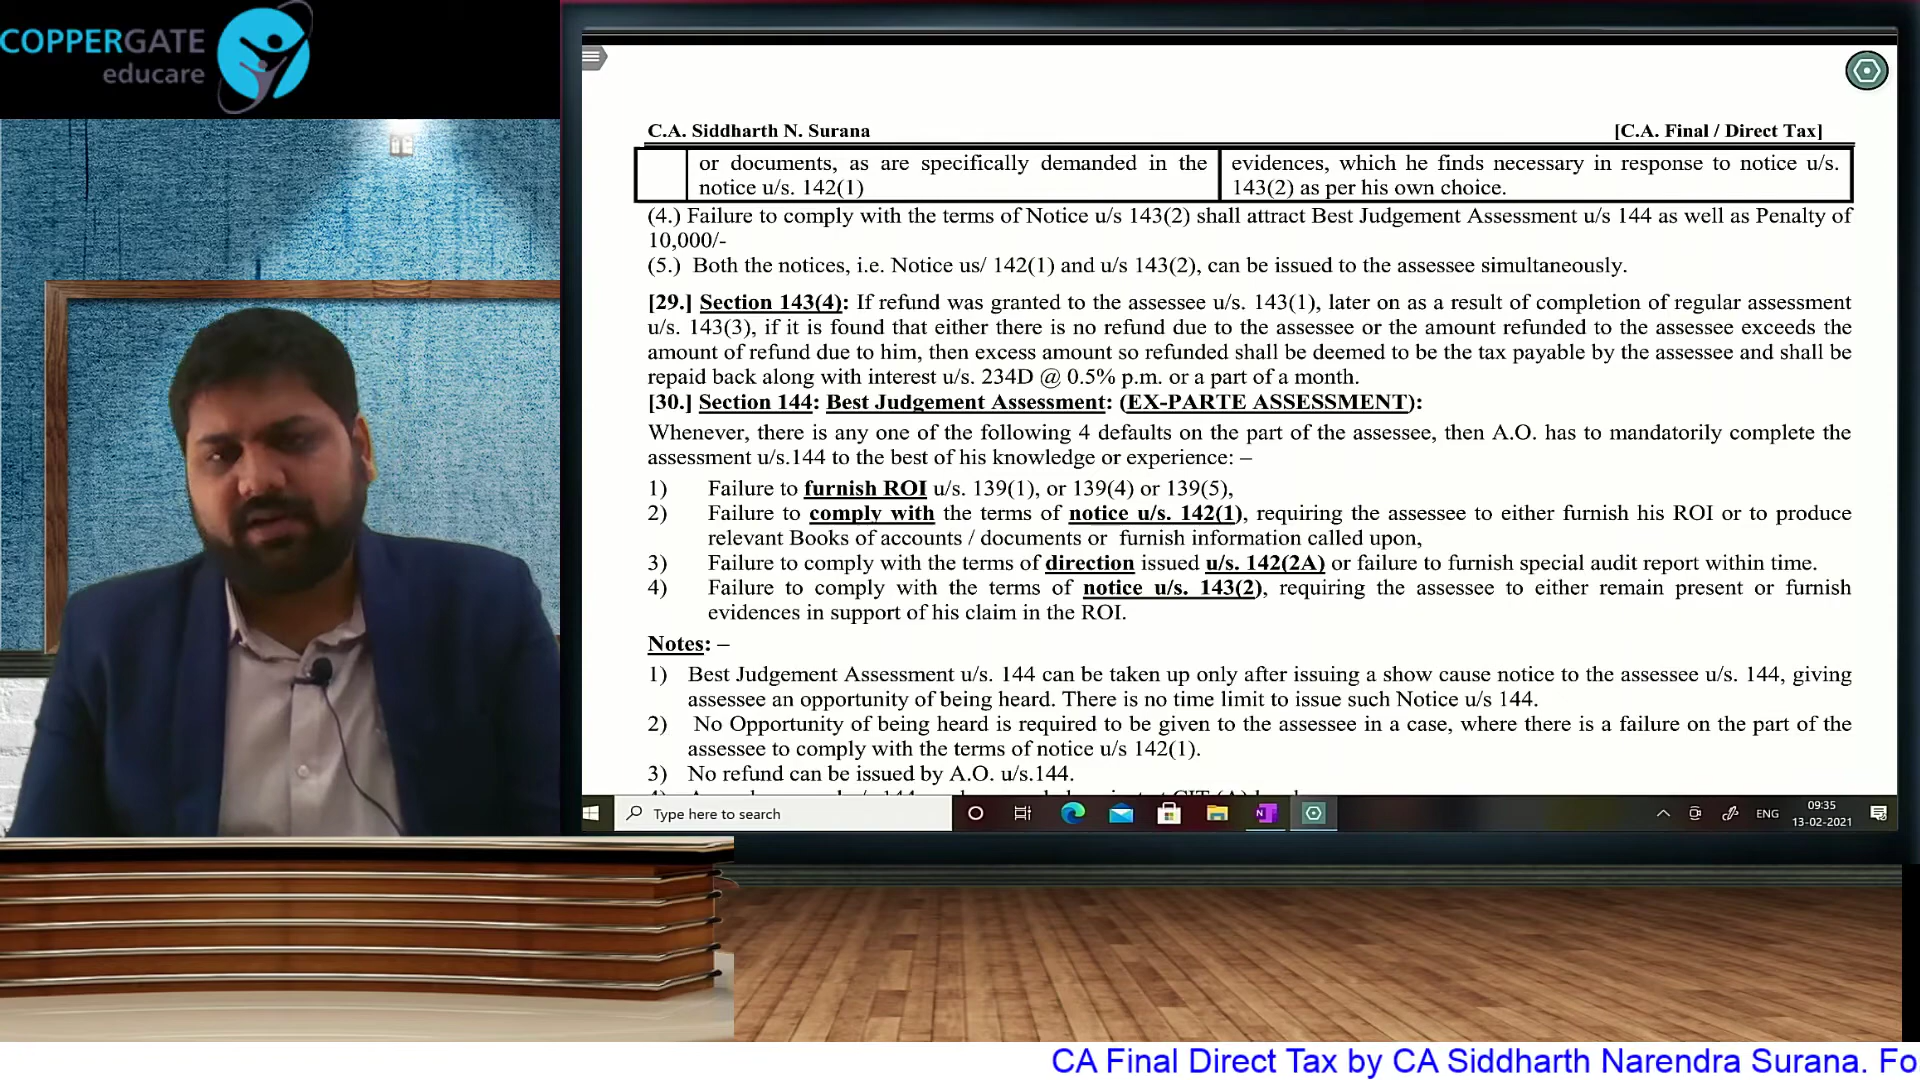 COPPERGATE
educare
C.A. Siddharth N. Surana [C.A. Final / Direct Tax]
or documents, as are specifically demanded in the
notice u/s. 142(1)
evidences, which he finds necessary in response to notice u/s.
143(2) as per his own choice.
(4.) Failure to comply with the terms of Notice u/s 143(2) shall attract Best Judgement Assessment u/s 144 as well as Penalty of
10,000/-
(5.) Both the notices, i.e. Notice us/ 142(1) and u/s 143(2), can be issued to the assessee simultaneously.
[29.] Section 143(4): If refund was granted to the assessee u/s. 143(1), later on as a result of completion of regular assessment
u/s. 143(3), if it is found that either there is no refund due to the assessee or the amount refunded to the assessee exceeds the
amount of refund due to him, then excess amount so refunded shall be deemed to be the tax payable by the assessee and shall be
repaid back along with interest u/s. 234D @ 0.5% p.m. or a part of a month.
[30.] Section 144: Best Judgement Assessment: (EX-PARTE ASSESSMENT):
Whenever, there is any one of the following 4 defaults on the part of the assessee, then A.O. has to mandatorily complete the
assessment u/s.144 to the best of his knowledge or experience: –
1) Failure to furnish ROI u/s. 139(1), or 139(4) or 139(5),
2) Failure to comply with the terms of notice u/s. 142(1), requiring the assessee to either furnish his ROI or to produce
relevant Books of accounts / documents or furnish information called upon,
3) Failure to comply with the terms of direction issued u/s. 142(2A) or failure to furnish special audit report within time.
4) Failure to comply with the terms of notice u/s. 143(2), requiring the assessee to either remain present or furnish
evidences in support of his claim in the ROI.
Notes: –
1) Best Judgement Assessment u/s. 144 can be taken up only after issuing a show cause notice to the assessee u/s. 144, giving
assessee an opportunity of being heard. There is no time limit to issue such Notice u/s 144.
2) No Opportunity of being heard is required to be given to the assessee in a case, where there is a failure on the part of the
assessee to comply with the terms of notice u/s 142(1).
3) No refund can be issued by A.O. u/s.144.
Type here to search
ENG
09:35
13-02-2021
CA Final Direct Tax by CA Siddharth Narendra Surana. Fo